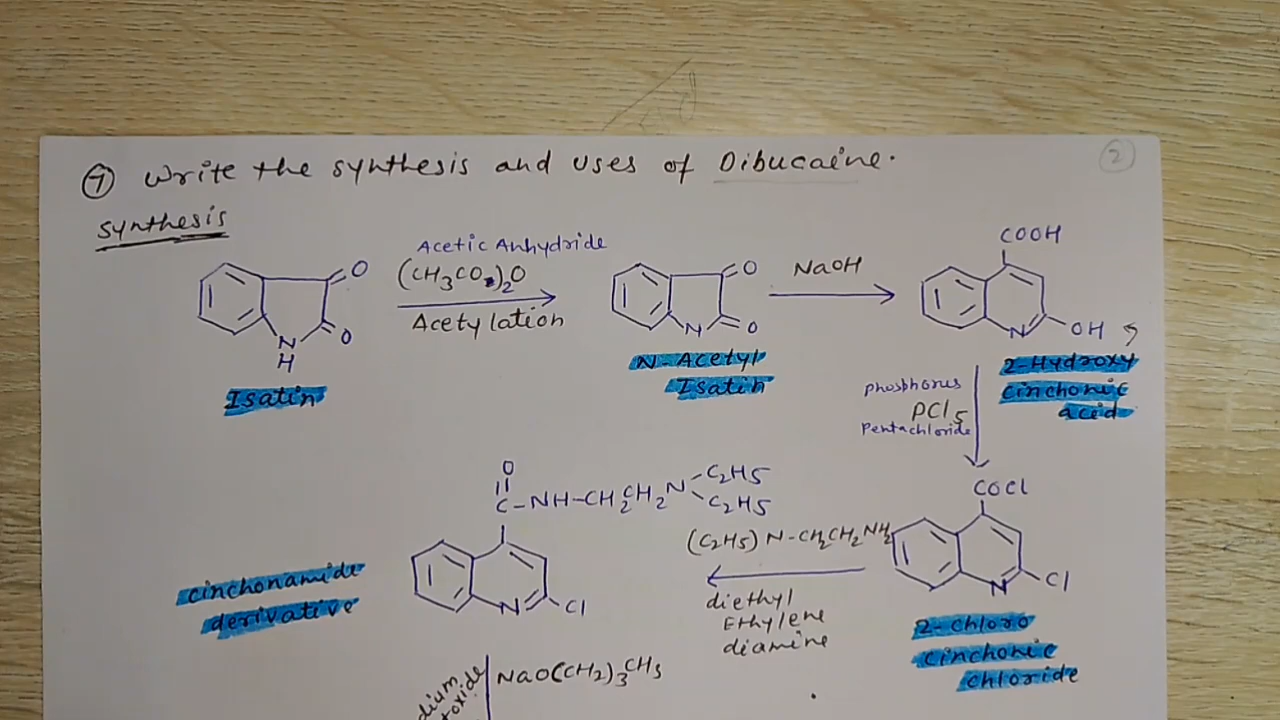 7 Write the synthesis and uses of Dibucaine.
2
Synthesis
Acetic Anhydride
(CH3CO)2O
Acetylation
O
O
N
H
Isatin
O
O
N
N-Acetyl
Isatin
NaOH
COOH
N
OH
2-Hydroxy
cinchonic
acid
phosphorus
PCl5
Pentachloride
COCl
N
Cl
2-chloro
cinchonic
chloride
(C2H5) N-CH2CH2NH2
diethyl
Ethylene
diamine
O
C-NH-CH2CH2N
C2H5
C2H5
N
Cl
cinchonamide
derivative
NaO(CH2)3CH3